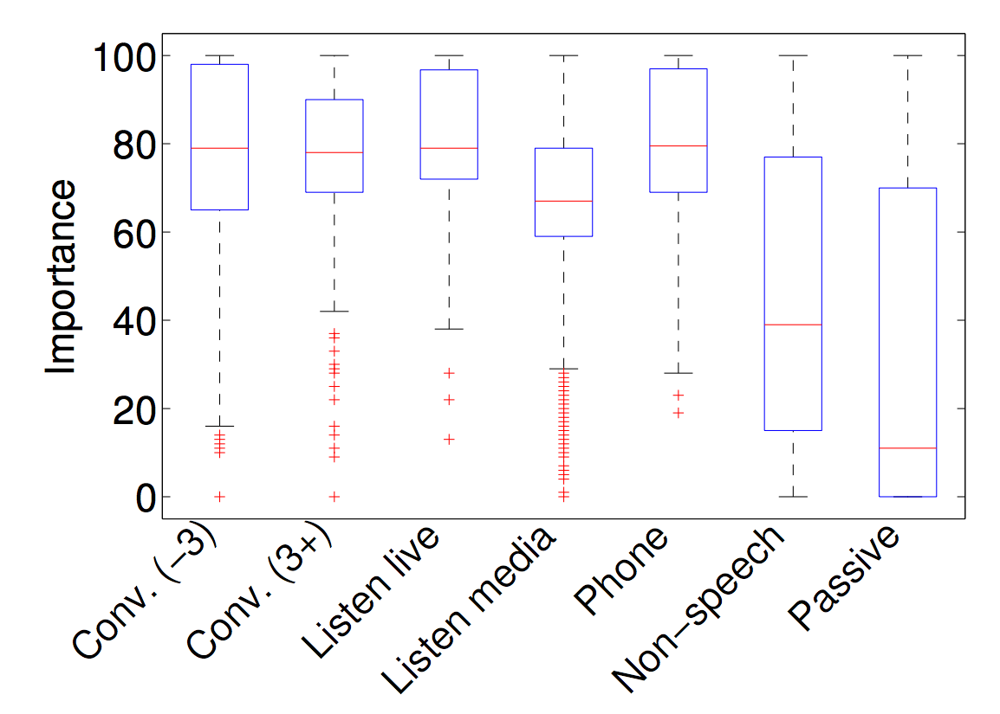 Importance
100
80
60
40
20
0
Conv. (−3)
Conv. (3+)
Listen live
Listen media
Phone
Non−speech
Passive